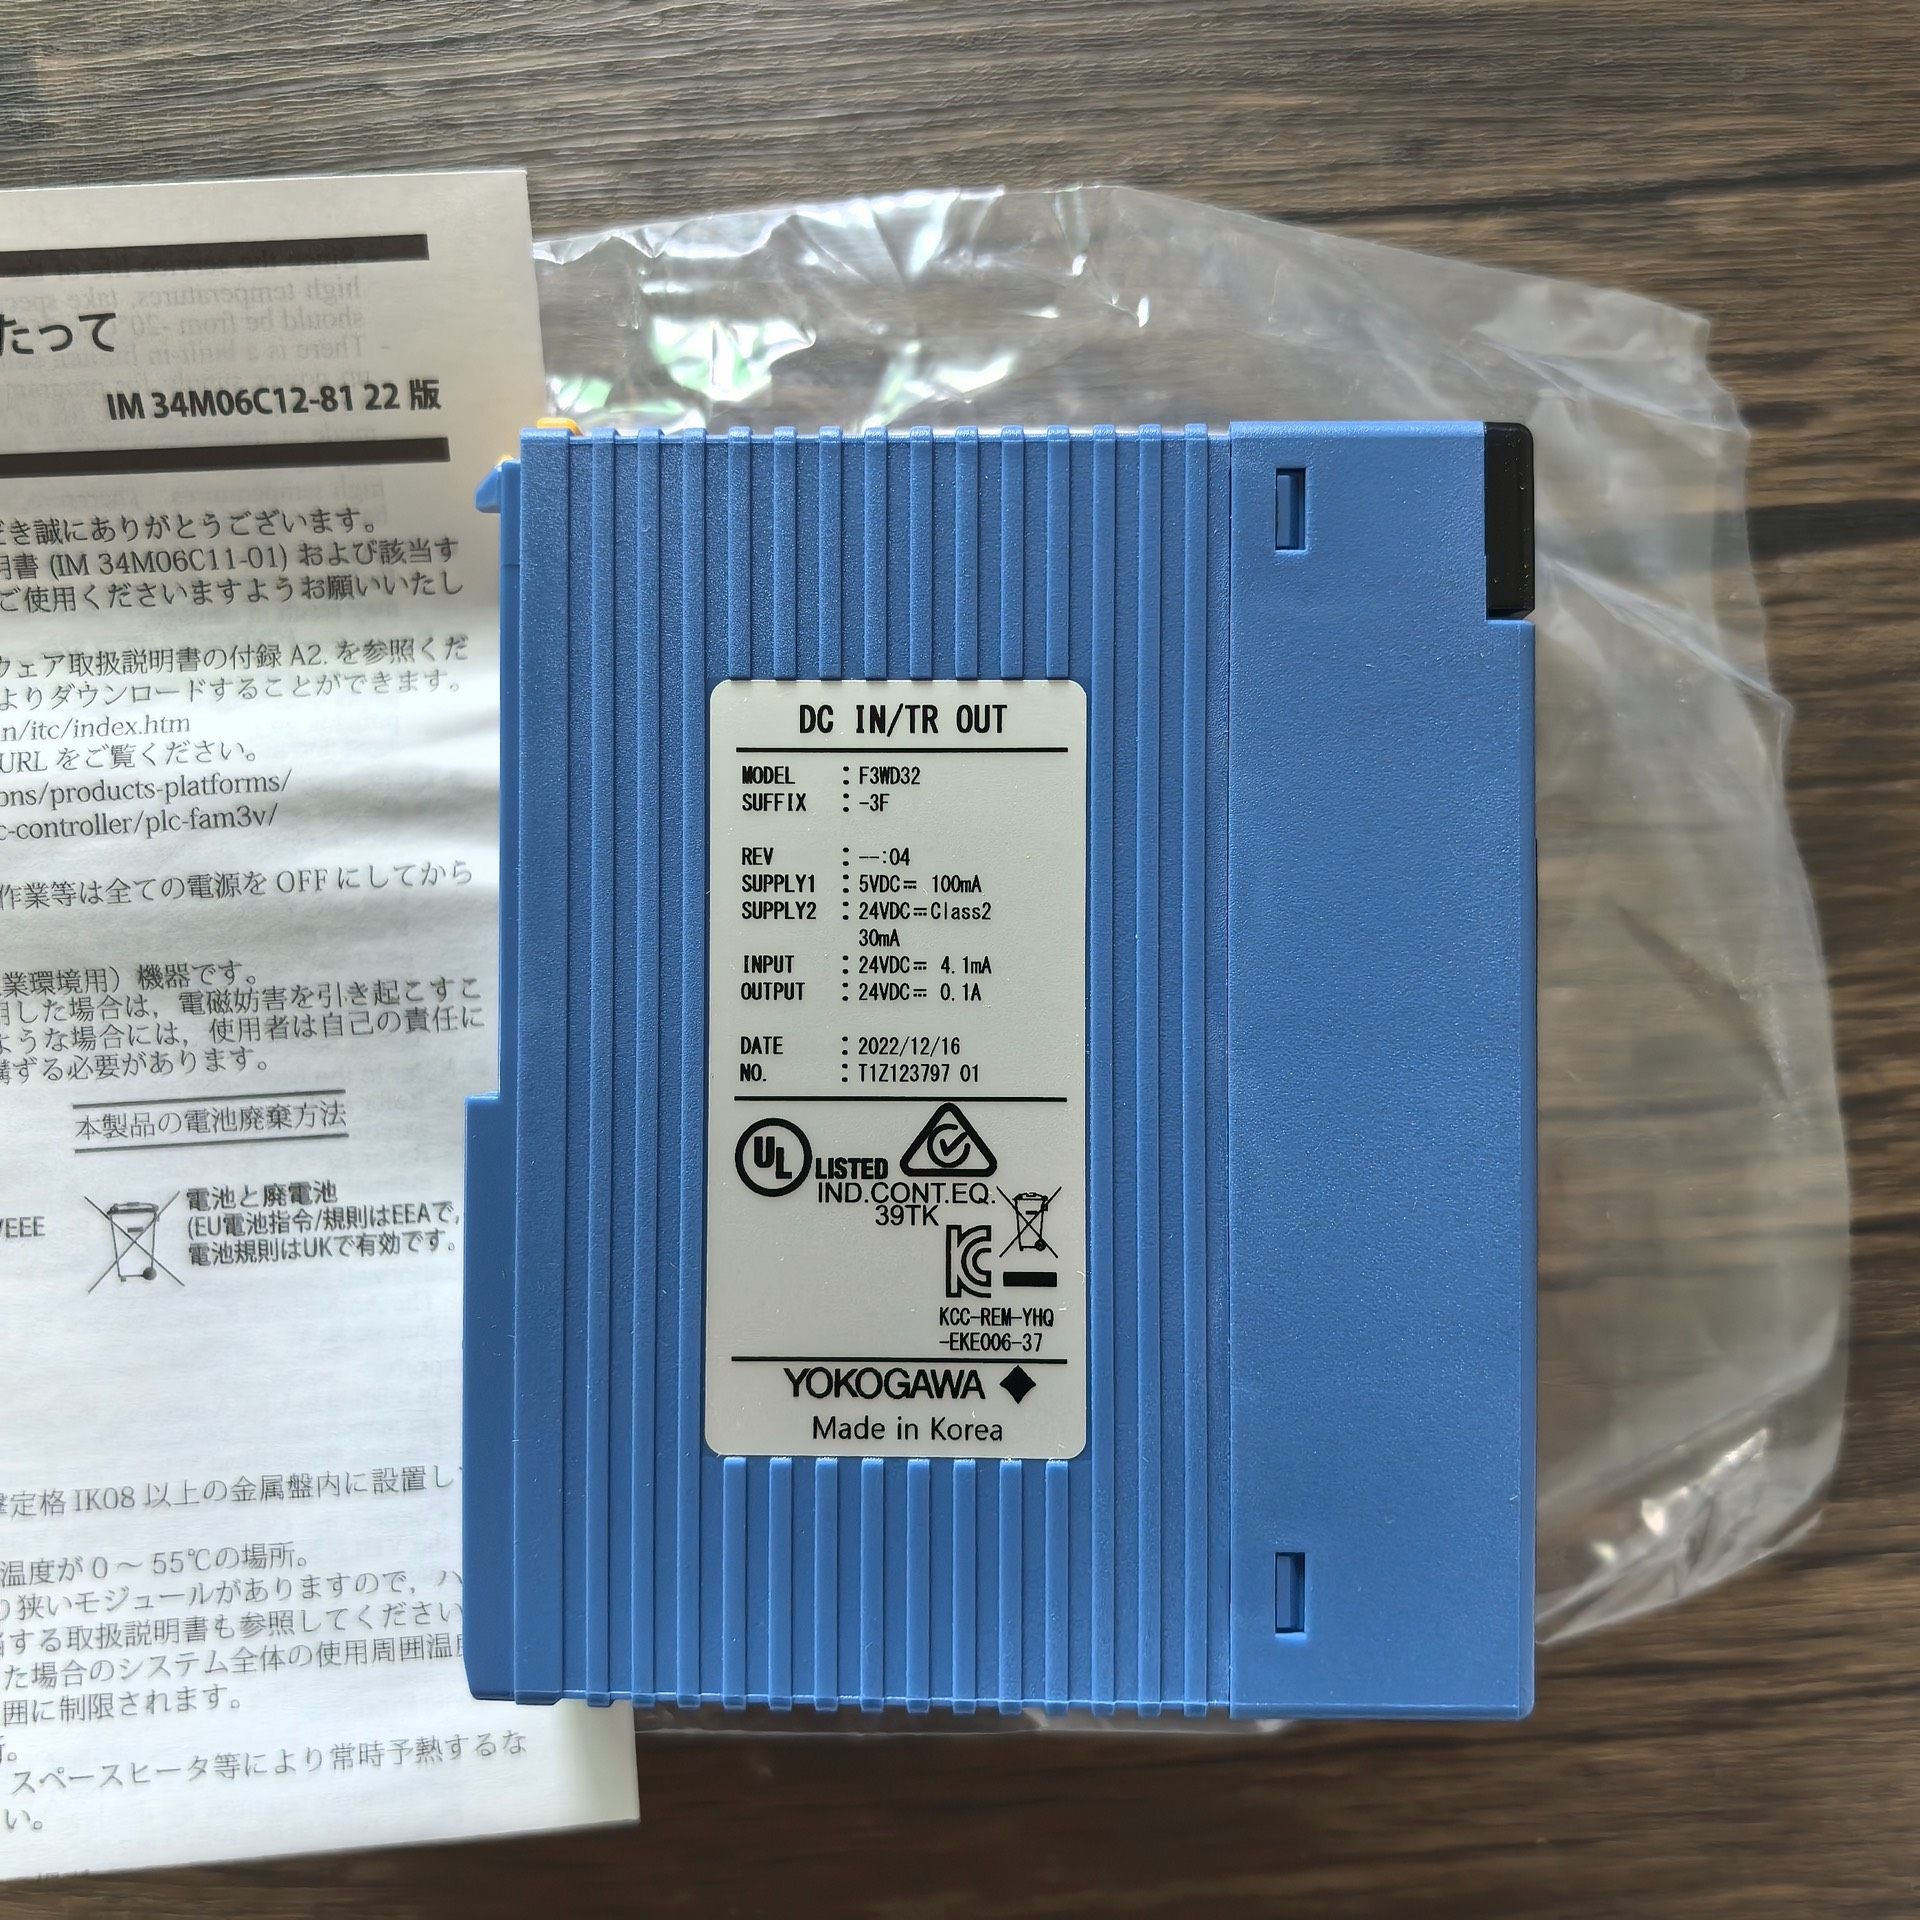 たって
IM 34M06C12-81 22 版
き誠にありがとうございます。
明書 (IM 34M06C11-01) および該当す
ご使用くださいますようお願いいたし
ウェア取扱説明書の付録 A2. を参照くだ
よりダウンロードすることができます。
n/itc/index.htm
URL をご覧ください。
ons/products-platforms/
c-controller/plc-fam3v/
作業等は全ての電源を OFF にしてから
業環境用）機器です。
用した場合は，電磁妨害を引き起こすこ
ような場合には，使用者は自己の責任に
講ずる必要があります。
本製品の電池廃棄方法
WEEE
電池と廃電池
(EU電池指令/規則はEEAで,
電池規則はUKで有効です。
撃定格 IK08 以上の金属盤内に設置し
温度が 0 ～ 55℃の場所。
り狭いモジュールがありますので，ハ
当する取扱説明書も参照してください
た場合のシステム全体の使用周囲温度
囲に制限されます。
所。
スペースヒータ等により常時予熱するな
い。
DC IN/TR OUT
MODEL : F3WD32
SUFFIX : -3F
REV : --:04
SUPPLY1 : 5VDC⎓ 100mA
SUPPLY2 : 24VDC⎓Class2
30mA
INPUT : 24VDC⎓ 4.1mA
OUTPUT : 24VDC⎓ 0.1A
DATE : 2022/12/16
NO. : T1Z123797 01
UL LISTED
IND.CONT.EQ.
39TK
KCC-REM-YHQ
-EKE006-37
YOKOGAWA
Made in Korea